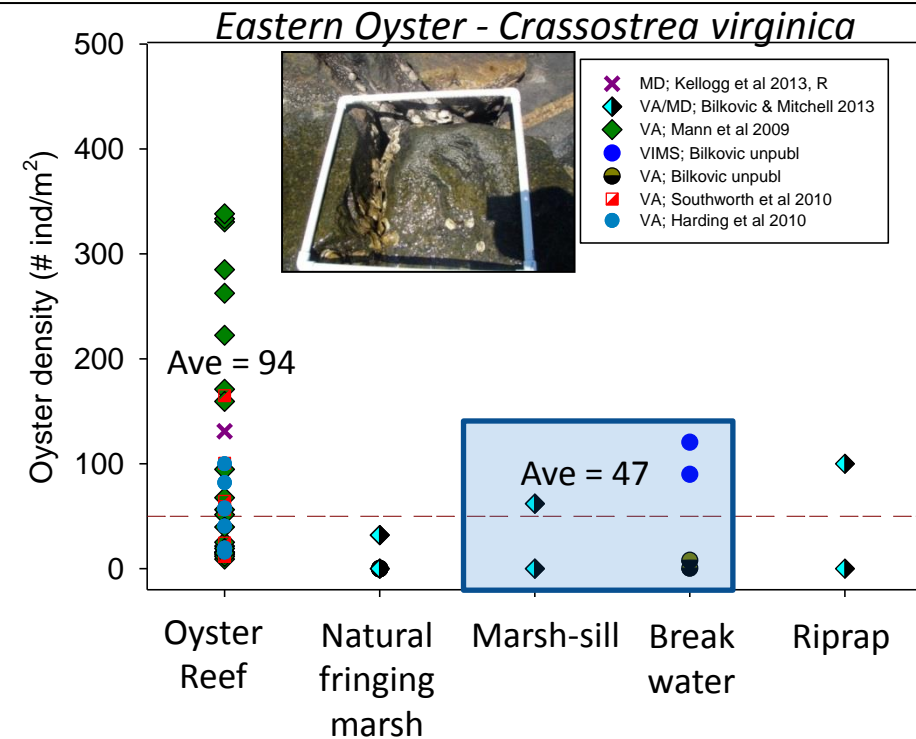 Eastern Oyster - Crassostrea virginica
500
400
300
200
100
0
Oyster density (# ind/m²)
MD; Kellogg et al 2013, R
VA/MD; Bilkovic & Mitchell 2013
VA; Mann et al 2009
VIMS; Bilkovic unpubl
VA; Bilkovic unpubl
VA; Southworth et al 2010
VA; Harding et al 2010
Ave = 94
Ave = 47
Oyster
Reef
Natural
fringing
marsh
Marsh-sill
Break
water
Riprap